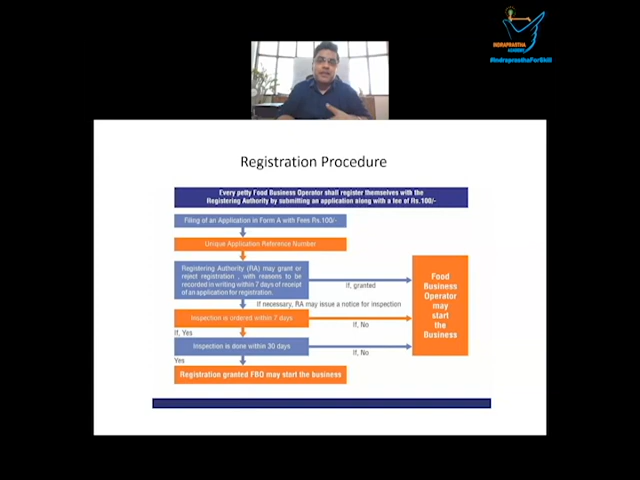 INDRAPRASTHA
ACADEMY
#IndraprasthaForSkill
Registration Procedure
Every petty Food Business Operator shall register themselves with the
Registering Authority by submitting an application along with a fee of Rs.100/-
Filing of an Application in Form A with Fees Rs.100/-
Unique Application Reference Number
Registering Authority (RA) may grant or
reject registration , with reasons to be
recorded in writing within 7 days of receipt
of an application for registration.
If, granted
If necessary, RA may issue a notice for inspection
Inspection is ordered within 7 days
If, No
If, Yes
Inspection is done within 30 days
If, No
Yes
Registration granted FBO may start the business
Food
Business
Operator
may
start
the
Business